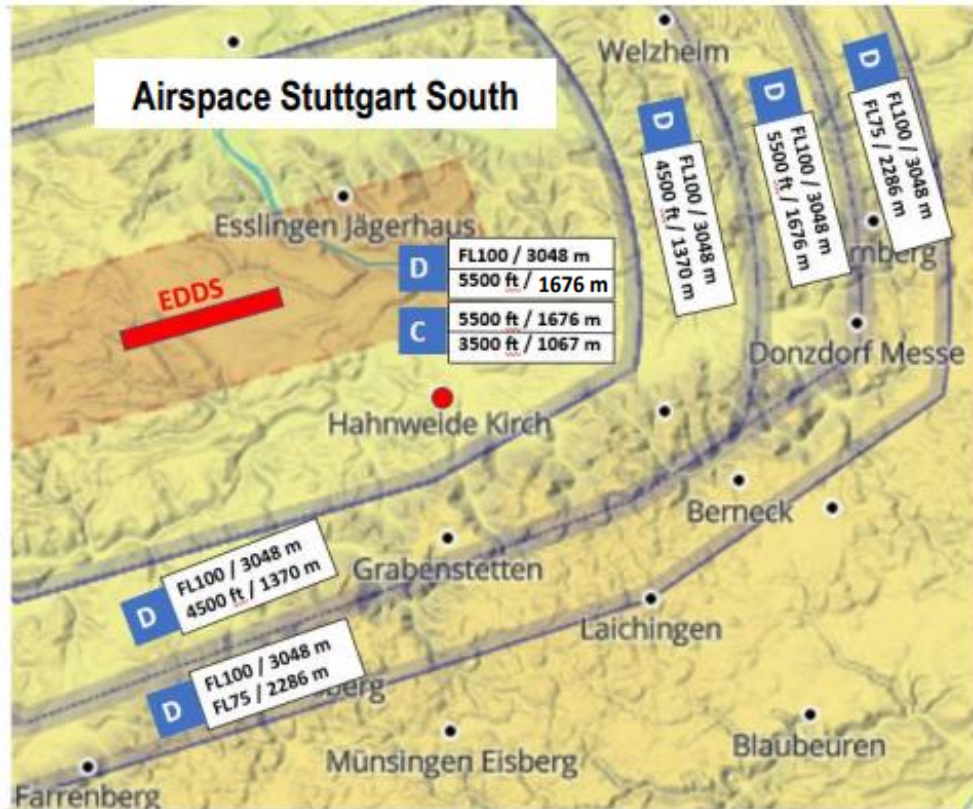 Airspace Stuttgart South
Welzheim
D
FL100 / 3048 m
4500 ft / 1370 m
D
FL100 / 3048 m
5500 ft / 1676 m
D
FL100 / 3048 m
FL75 / 2286 m
Esslingen Jägerhaus
rnberg
EDDS
D
FL100 / 3048 m
5500 ft / 1676 m
C
5500 ft / 1676 m
3500 ft / 1067 m
Donzdorf Messe
Hahnweide Kirch
Berneck
Grabenstetten
D
FL100 / 3048 m
4500 ft / 1370 m
Laichingen
D
FL100 / 3048 m
FL75 / 2286 m
berg
Münsingen Eisberg
Blaubeuren
Farrenberg